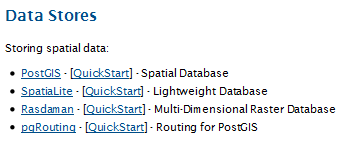 Data Stores
Storing spatial data:
• PostGIS - [QuickStart] - Spatial Database
• SpatiaLite - [QuickStart] - Lightweight Database
• Rasdaman - [QuickStart] - Multi-Dimensional Raster Database
• pgRouting - [QuickStart] - Routing for PostGIS